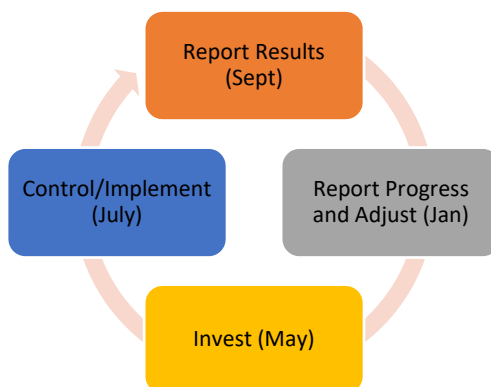 Report Results
(Sept)
Report Progress
and Adjust (Jan)
Invest (May)
Control/Implement
(July)